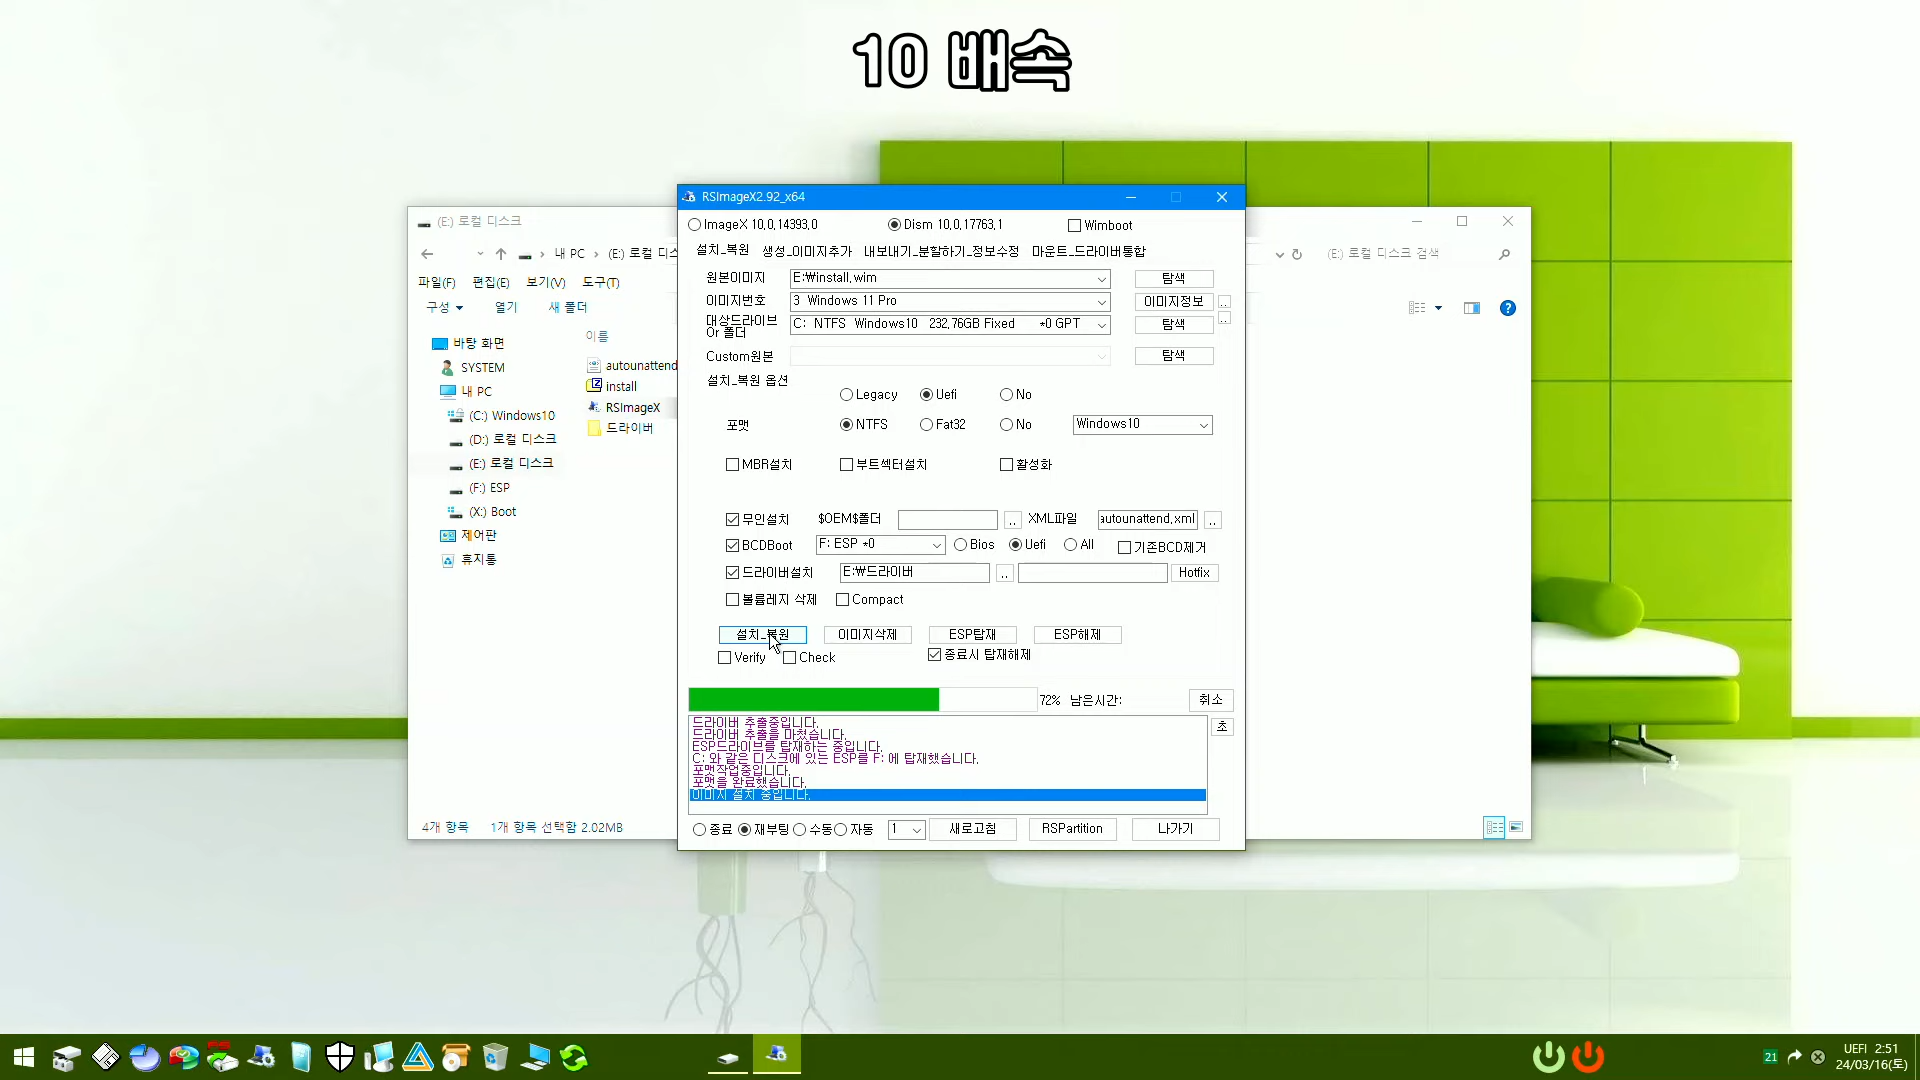 10 배속
(E:) 로컬 디스크
내 PC
(E:) 로컬 디스
(E:) 로컬 디스크 검색
파일(F) 편집(E) 보기(V) 도구(T)
구성 열기 새 폴더
이름
바탕 화면
SYSTEM
내 PC
(C:) Windows10
(D:) 로컬 디스크
(E:) 로컬 디스크
(F:) ESP
(X:) Boot
제어판
휴지통
autounattend
install
RSImageX
드라이버
4개 항목 1개 항목 선택함 2.02MB
RSImageX2.92_x64
ImageX 10.0.14393.0 Dism 10.0.17763.1 Wimboot
설치_복원 생성_이미지추가 내보내기_분할하기_정보수정 마운트_드라이버통합
원본이미지 E:\install.wim 탐색
이미지번호 3 Windows 11 Pro 이미지정보 ..
대상드라이브 Or 폴더 C: NTFS Windows10 232.76GB Fixed *0 GPT 탐색 ..
Custom원본 탐색
설치_복원 옵션
Legacy Uefi No
포맷 NTFS Fat32 No Windows10
MBR설치 부트섹터설치 활성화
무인설치 $OEM$폴더 .. XML파일 autounattend.xml ..
BCDBoot F: ESP *0 Bios Uefi All 기존BCD제거
드라이버설치 E:\드라이버 .. Hotfix
볼륨레지 삭제 Compact
설치_복원 이미지삭제 ESP탑재 ESP해제
Verify Check 종료시 탑재해제
72% 남은시간: 취소
초
드라이버 추출중입니다.
드라이버 추출을 마쳤습니다.
ESP드라이브를 탑재하는 중입니다.
C: 와 같은 디스크에 있는 ESP를 F: 에 탑재했습니다.
포맷작업중입니다.
포맷을 완료했습니다.
이미지 설치 중입니다.
종료 재부팅 수동 자동 1 새로고침 RSPartition 나가기
21
UEFI 2:51
24/03/16(토)